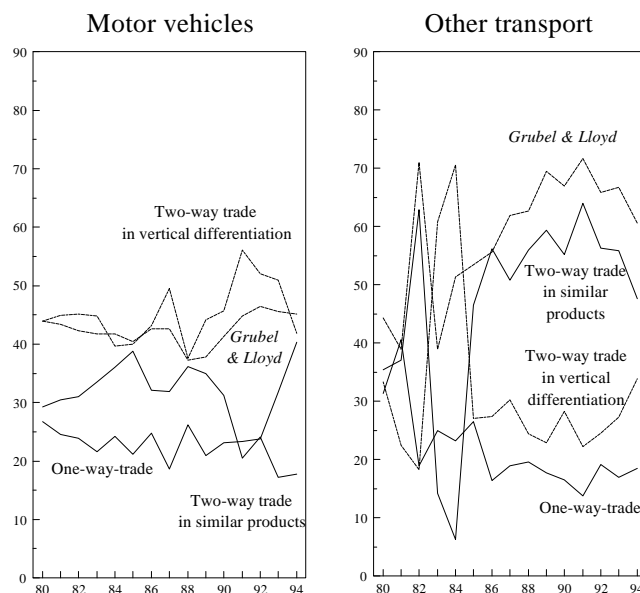 Motor vehicles
90
80
70
60
50
40
30
20
10
0
Two-way trade
in vertical differentiation
Grubel
& Lloyd
One-way-trade
Two-way trade
in similar products
80 82 84 86 88 90 92 94
Other transport
90
80
70
60
50
40
30
20
10
0
Grubel & Lloyd
Two-way trade
in similar
products
Two-way trade
in vertical
differentiation
One-way-trade
80 82 84 86 88 90 92 94